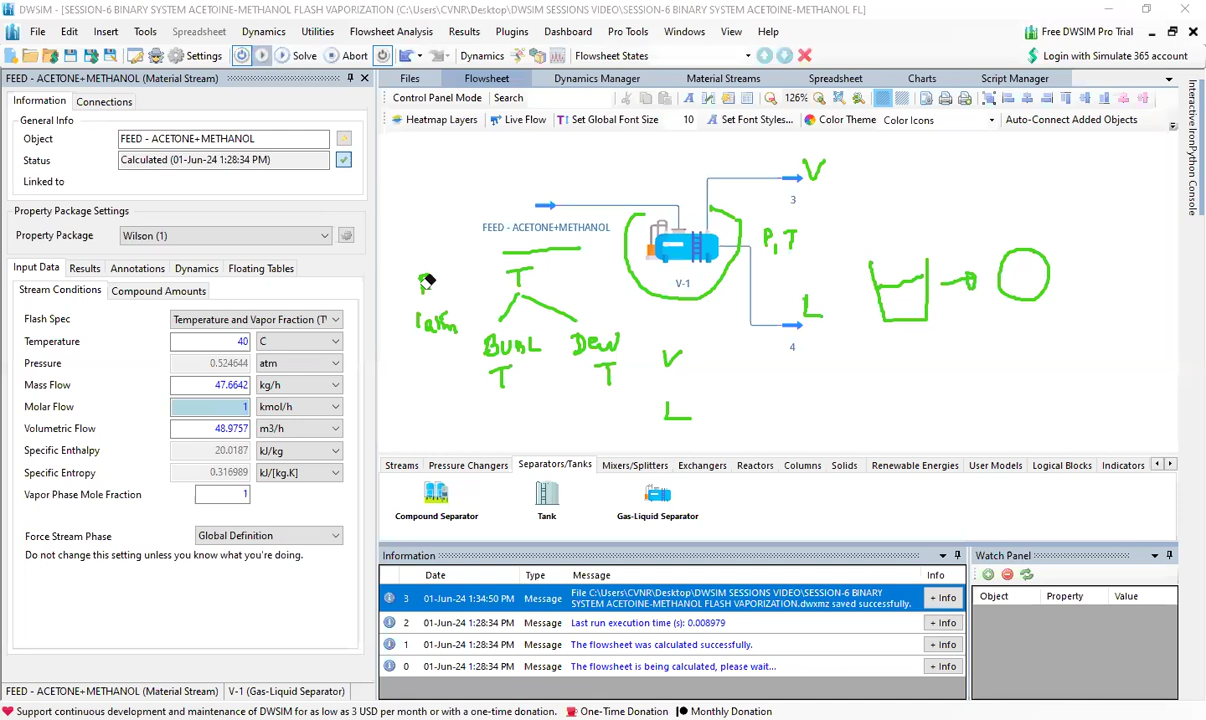 DWSIM - [SESSION-6 BINARY SYSTEM ACETOINE-METHANOL FLASH VAPORIZATION (C:\Users\CVNR\Desktop\DWSIM SESSIONS VIDEO\SESSION-6 BINARY SYSTEM ACETOINE-METHANOL FLASH VAPORIZATION FL]
File Edit Insert Tools Spreadsheet Dynamics Utilities Flowsheet Analysis Results Plugins Dashboard Pro Tools Windows View Help Free DWSIM Pro Trial
Settings Solve Abort Dynamics Flowsheet States Login with Simulate 365 account
FEED - ACETONE+METHANOL (Material Stream)
Files Flowsheet Dynamics Manager Material Streams Spreadsheet Charts Script Manager
Information Connections
Control Panel Mode Search 126%
General Info
Heatmap Layers Live Flow Set Global Font Size 10 Set Font Styles... Color Theme Color Icons Auto-Connect Added Objects
Interactive IronPython Console
Object FEED - ACETONE+METHANOL
Status Calculated (01-Jun-24 1:28:34 PM)
Linked to
Property Package Settings
Property Package Wilson (1)
Input Data Results Annotations Dynamics Floating Tables
Stream Conditions Compound Amounts
Flash Spec Temperature and Vapor Fraction (T
Temperature 40 C
Pressure 0.524644 atm
Mass Flow 47.6642 kg/h
Molar Flow 1 kmol/h
Volumetric Flow 48.9757 m3/h
Specific Enthalpy 20.0187 kJ/kg
Specific Entropy 0.316989 kJ/[kg.K]
Vapor Phase Mole Fraction 1
Force Stream Phase Global Definition
Do not change this setting unless you know what you're doing.
V
3
FEED - ACETONE+METHANOL
P, T
T
V-1
1atm
L
4
BUBL DEW
T T
V
L
Streams Pressure Changers Separators/Tanks Mixers/Splitters Exchangers Reactors Columns Solids Renewable Energies User Models Logical Blocks Indicators
Compound Separator Tank Gas-Liquid Separator
Information
Watch Panel
Date Type Message Info
3 01-Jun-24 1:34:50 PM Message File C:\Users\CVNR\Desktop\DWSIM SESSIONS VIDEO\SESSION-6 BINARY
SYSTEM ACETOINE-METHANOL FLASH VAPORIZATION.dwxmz saved successfully. + Info
2 01-Jun-24 1:28:34 PM Message Last run execution time (s): 0.008979 + Info
1 01-Jun-24 1:28:34 PM Message The flowsheet was calculated successfully. + Info
0 01-Jun-24 1:28:34 PM Message The flowsheet is being calculated, please wait... + Info
Object Property Value
FEED - ACETONE+METHANOL (Material Stream) V-1 (Gas-Liquid Separator)
Support continuous development and maintenance of DWSIM for as low as 3 USD per month or with a one-time donation. One-Time Donation Monthly Donation